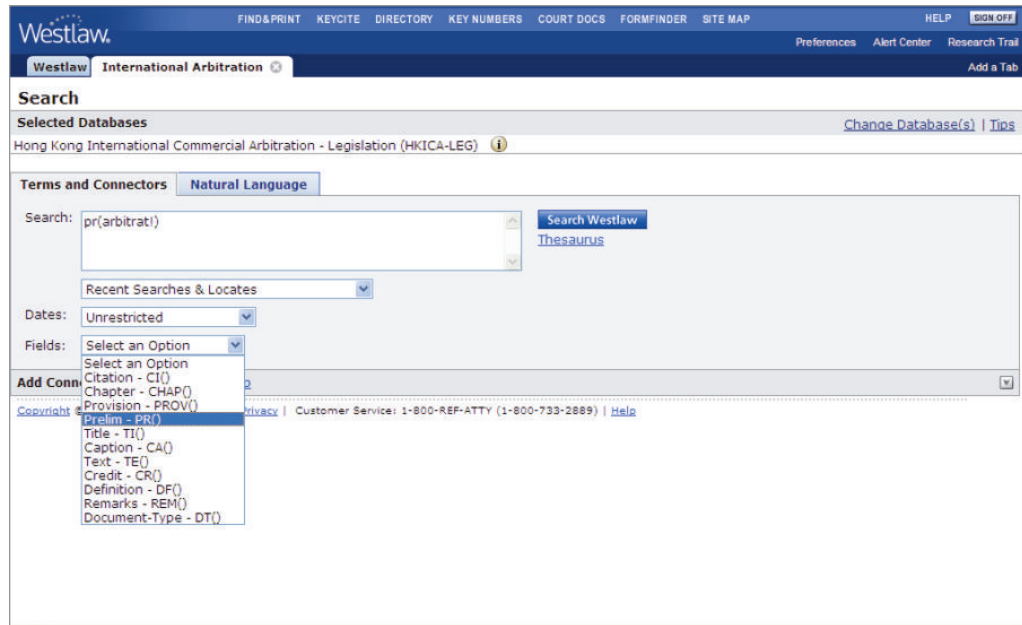 Westlaw.
FIND&PRINT KEYCITE DIRECTORY KEY NUMBERS COURT DOCS FORMFINDER SITE MAP HELP SIGN OFF
Preferences Alert Center Research Trail
Westlaw International Arbitration Add a Tab
Search
Selected Databases Change Database(s) | Tips
Hong Kong International Commercial Arbitration - Legislation (HKICA-LEG) i
Terms and Connectors Natural Language
Search: pr(arbitrat!) Search Westlaw
Thesaurus
Recent Searches & Locates
Dates: Unrestricted
Fields: Select an Option
Select an Option
Citation - CI()
Chapter - CHAP()
Provision - PROV()
Prelim - PR()
Title - TI()
Caption - CA()
Text - TE()
Credit - CR()
Definition - DF()
Remarks - REM()
Document-Type - DT()
Add Conn
Copyright Privacy | Customer Service: 1-800-REF-ATTY (1-800-733-2889) | Help